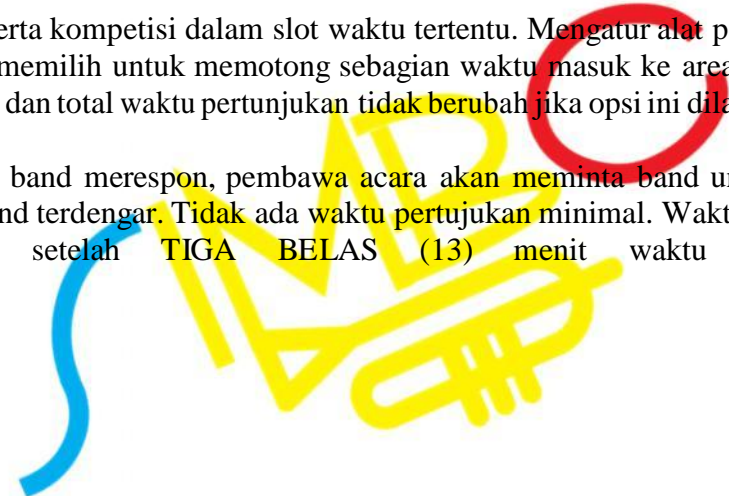 erta kompetisi dalam slot waktu tertentu. Mengatur alat p
memilih untuk memotong sebagian waktu masuk ke area
dan total waktu pertunjukan tidak berubah jika opsi ini dila
band merespon, pembawa acara akan meminta band u
nd terdengar. Tidak ada waktu pertujukan minimal. Wakt
setelah TIGA BELAS (13) menit waktu
SMBC